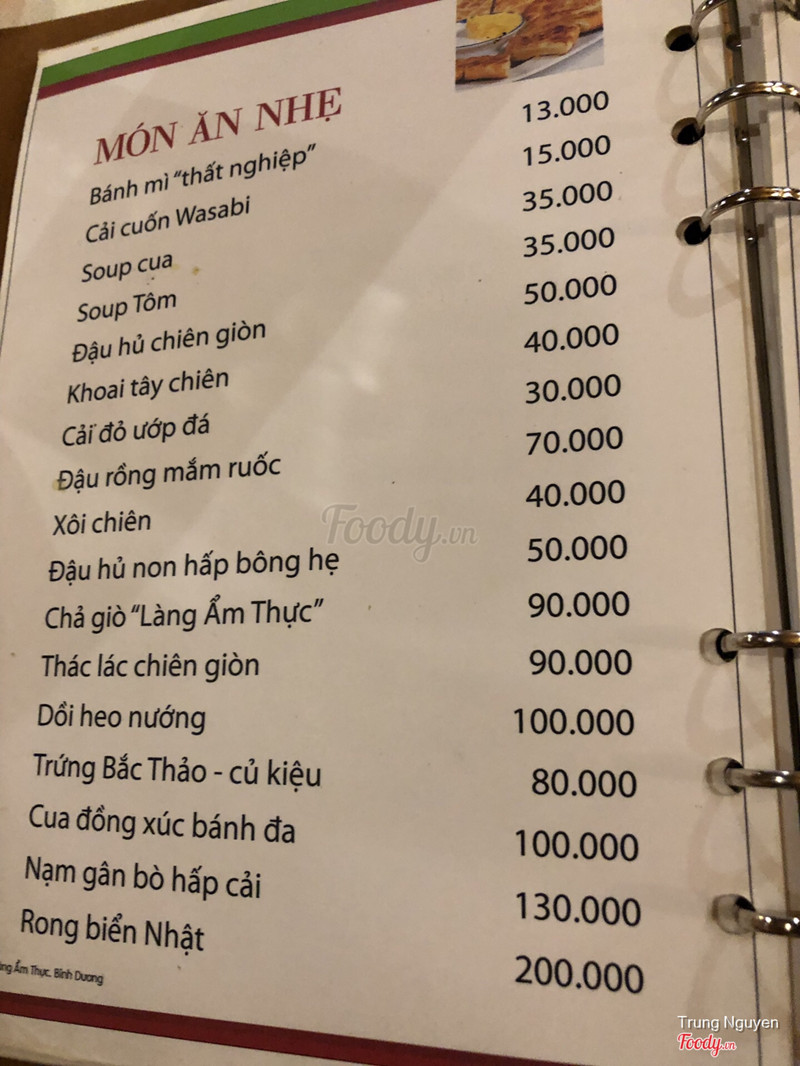 MÓN ĂN NHẸ
Bánh mì “thất nghiệp” 13.000
Cải cuốn Wasabi 15.000
Soup cua 35.000
Soup Tôm 35.000
Đậu hủ chiên giòn 50.000
Khoai tây chiên 40.000
Cải đỏ ướp đá 30.000
Đậu rồng mắm ruốc 70.000
Xôi chiên 40.000
Đậu hủ non hấp bông hẹ 50.000
Chả giò “Làng Ẩm Thực” 90.000
Thác lác chiên giòn 90.000
Dồi heo nướng 100.000
Trứng Bắc Thảo - củ kiệu 80.000
Cua đồng xúc bánh đa 100.000
Nạm gân bò hấp cải 130.000
Rong biển Nhật 200.000
Ẩm Thực. Bình Dương
Foody.vn
Trung Nguyen
Foody.vn